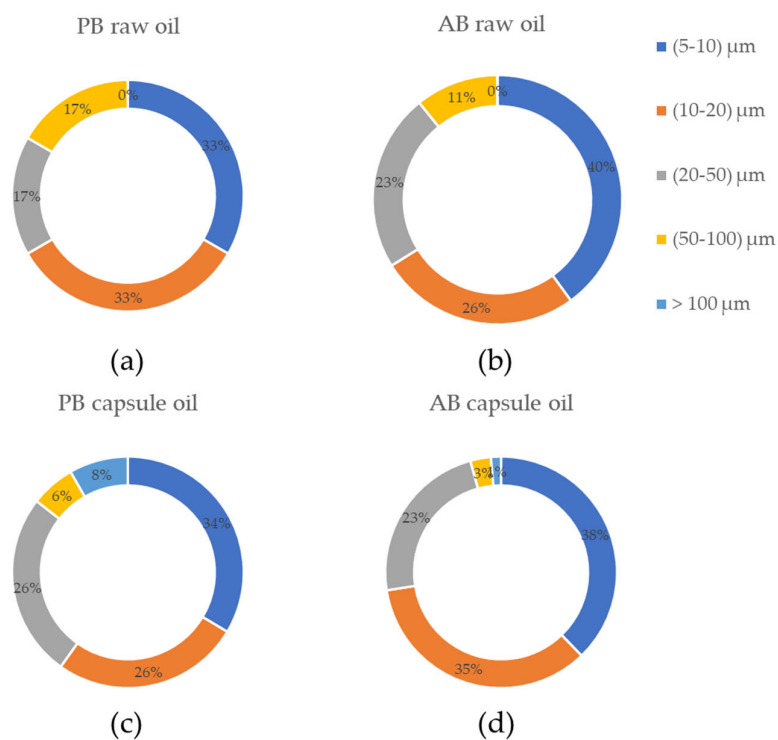 PB raw oil
AB raw oil
(5-10) µm
(10-20) µm
(20-50) µm
(50-100) µm
> 100 µm
0%
17%
33%
17%
33%
0%
11%
40%
23%
26%
(a)
(b)
PB capsule oil
AB capsule oil
8%
6%
34%
26%
26%
1%
3%
38%
23%
35%
(c)
(d)